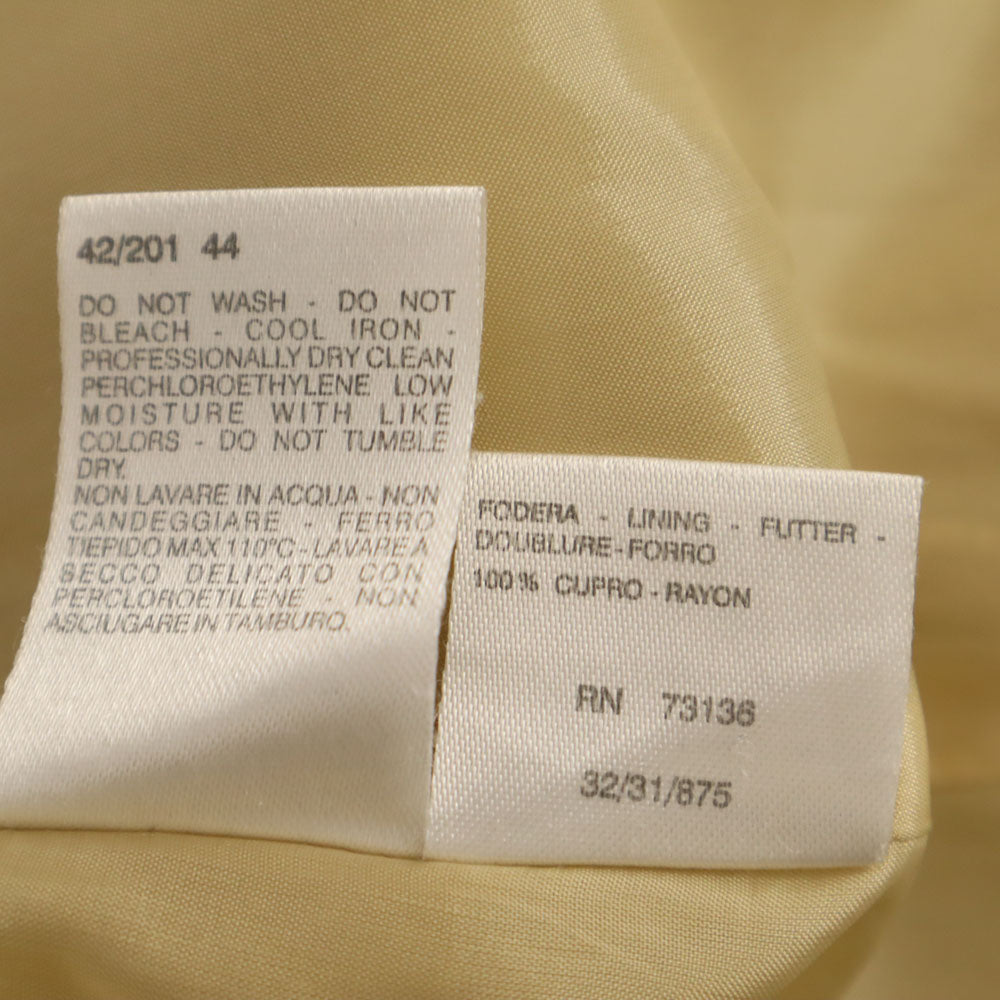 42/201 44
DO NOT WASH - DO NOT
BLEACH - COOL IRON -
PROFESSIONALLY DRY CLEAN
PERCHLOROETHYLENE LOW
MOISTURE WITH LIKE
COLORS - DO NOT TUMBLE
DRY.
NON LAVARE IN ACQUA - NON
CANDEGGIARE - FERRO
TIEPIDO MAX 110°C - LAVARE A
SECCO DELICATO CON
PERCLOROETILENE - NON
ASCIUGARE IN TAMBURO.
FODERA - LINING - FUTTER -
DOUBLURE - FORRO
100 % CUPRO - RAYON
RN 73136
32/31/875